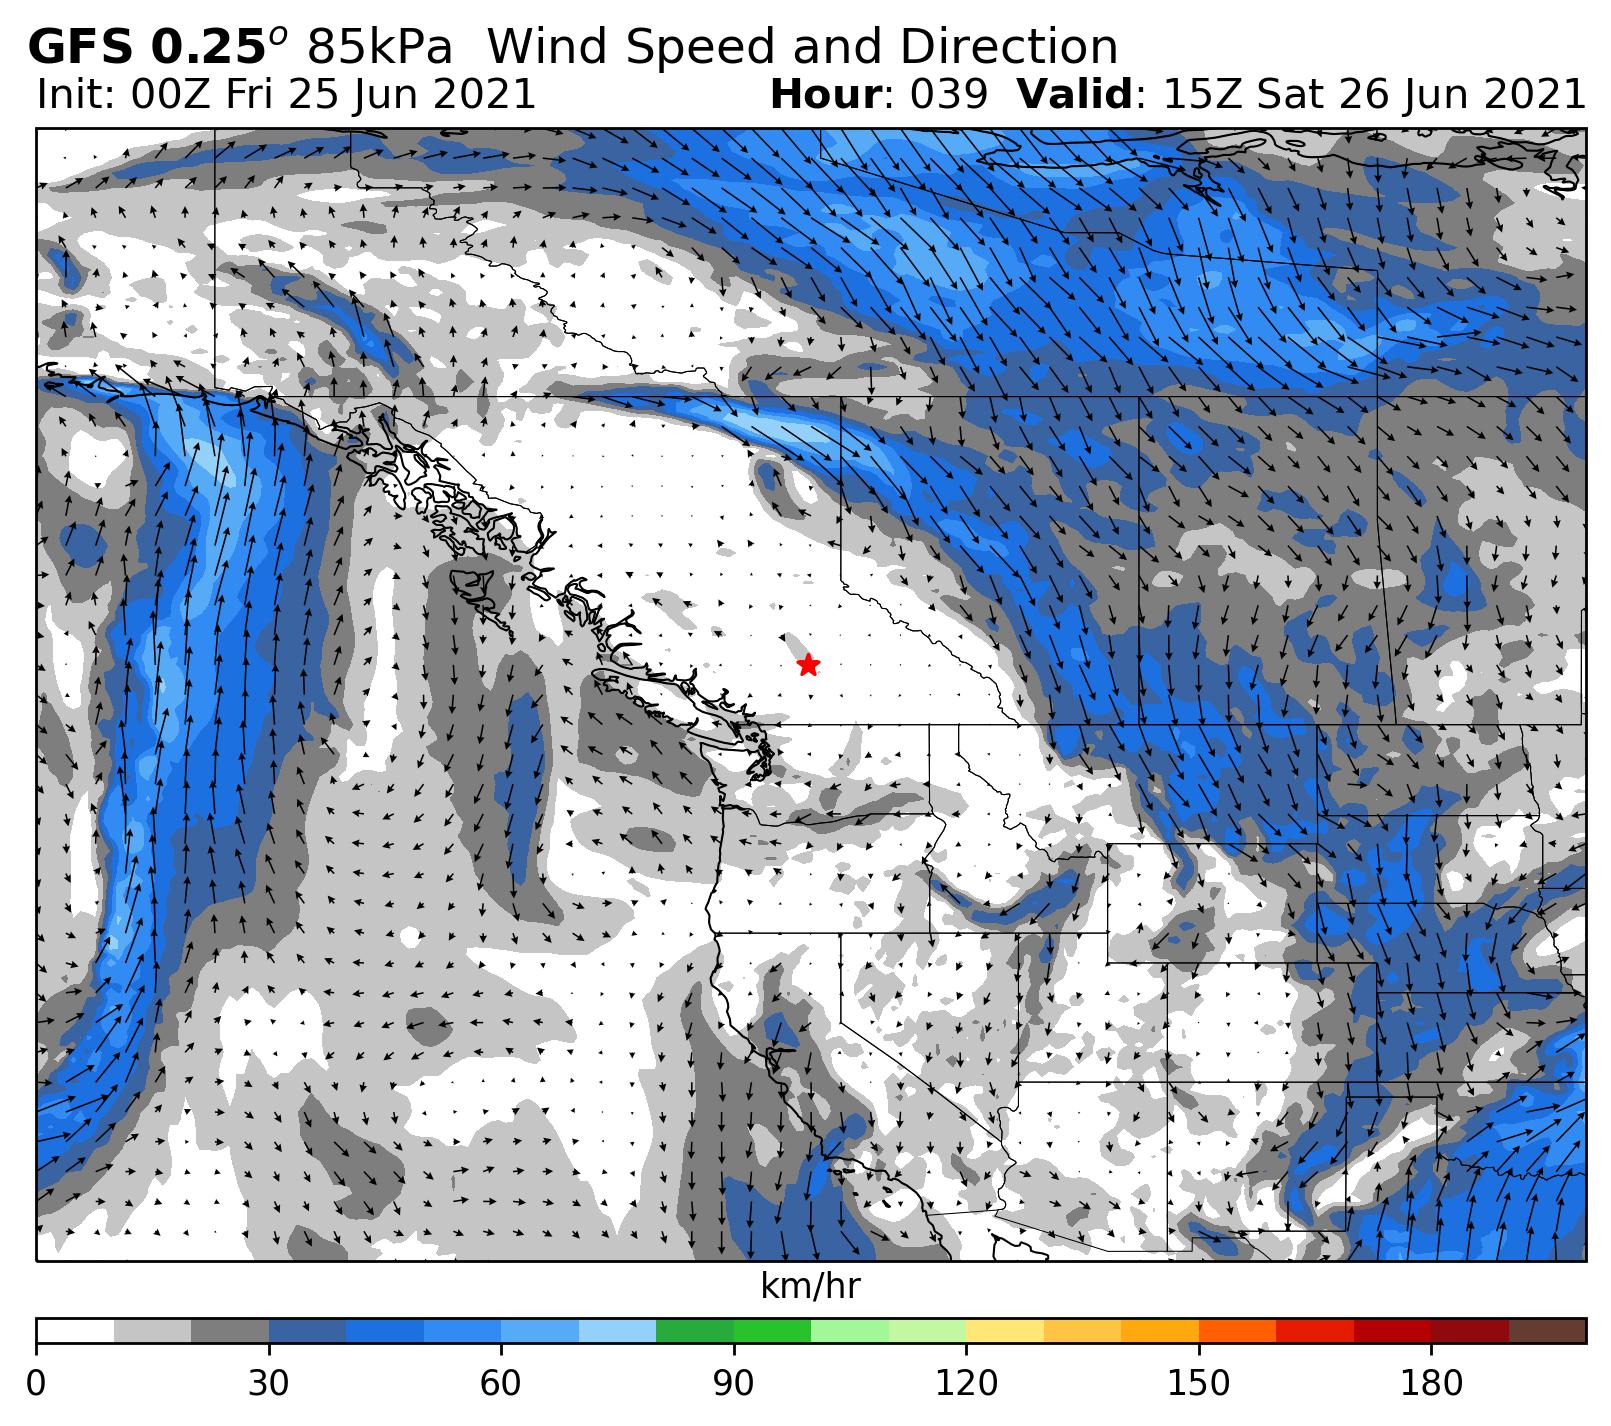 GFS 0.25° 85kPa Wind Speed and Direction
Init: 00Z Fri 25 Jun 2021 Hour: 039 Valid: 15Z Sat 26 Jun 2021
km/hr
0 30 60 90 120 150 180